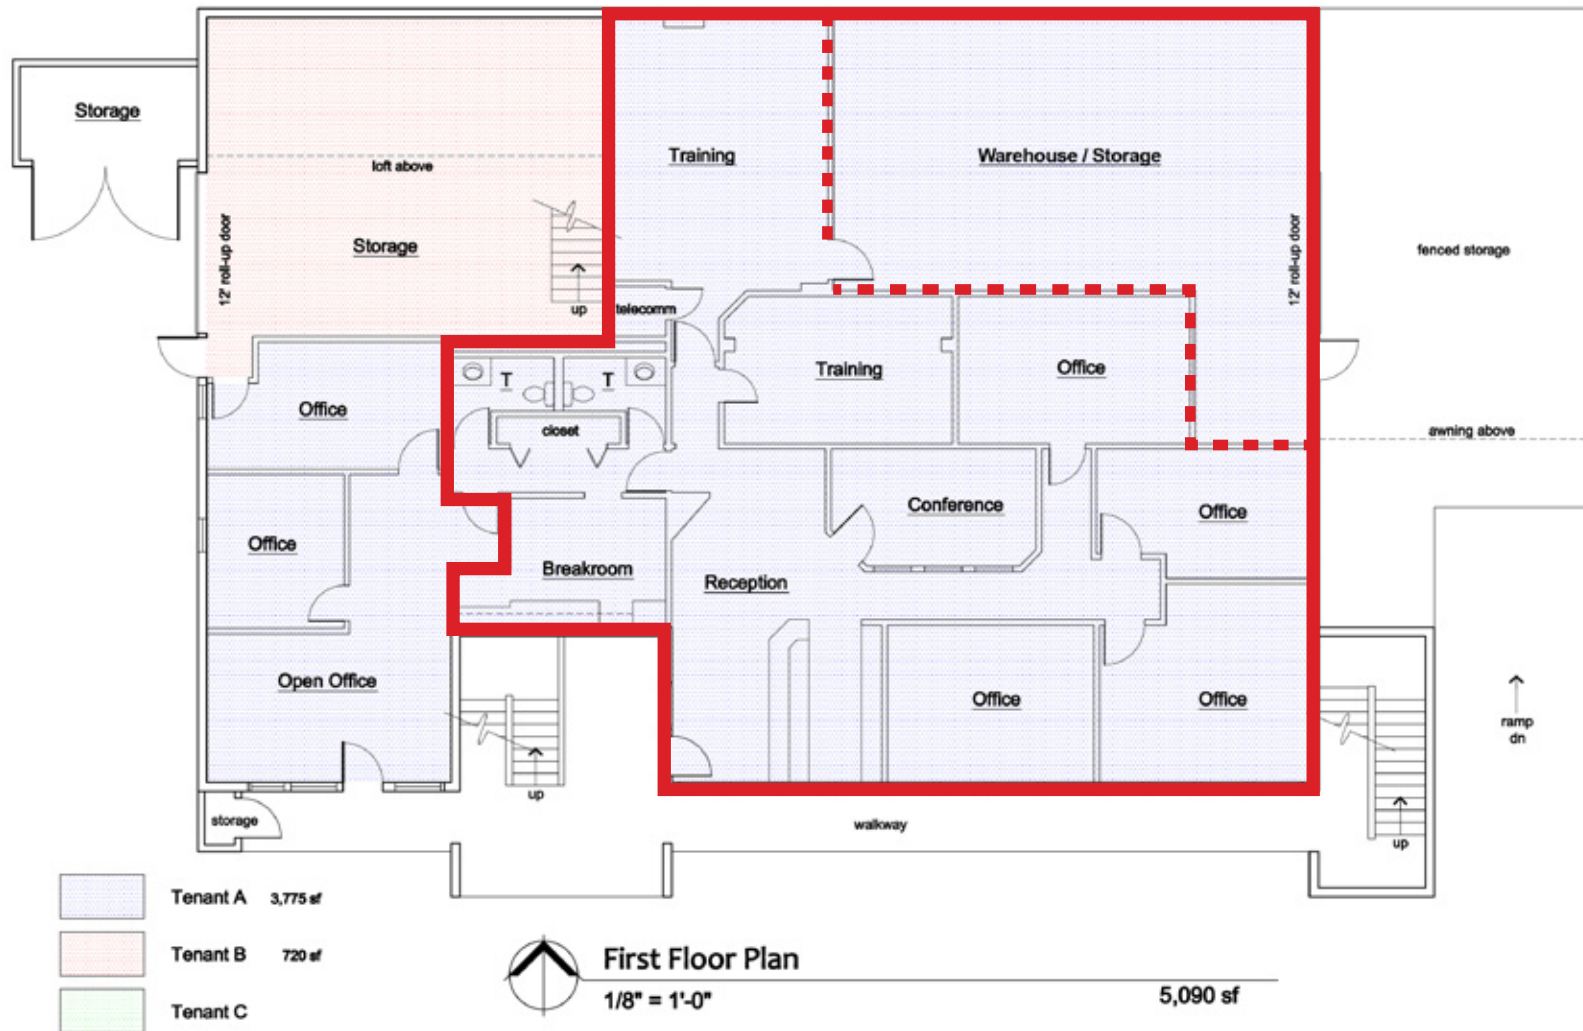 Storage
loft above
Training
Warehouse / Storage
Storage
12' roll-up door
12' roll-up door
fenced storage
up
telecomm
Training
Office
T
T
Office
closet
awning above
Conference
Office
Office
Breakroom
Reception
Open Office
Office
Office
ramp
dn
up
storage
walkway
up
Tenant A 3,775 sf
Tenant B 720 sf
Tenant C
First Floor Plan
1/8" = 1'-0"
5,090 sf